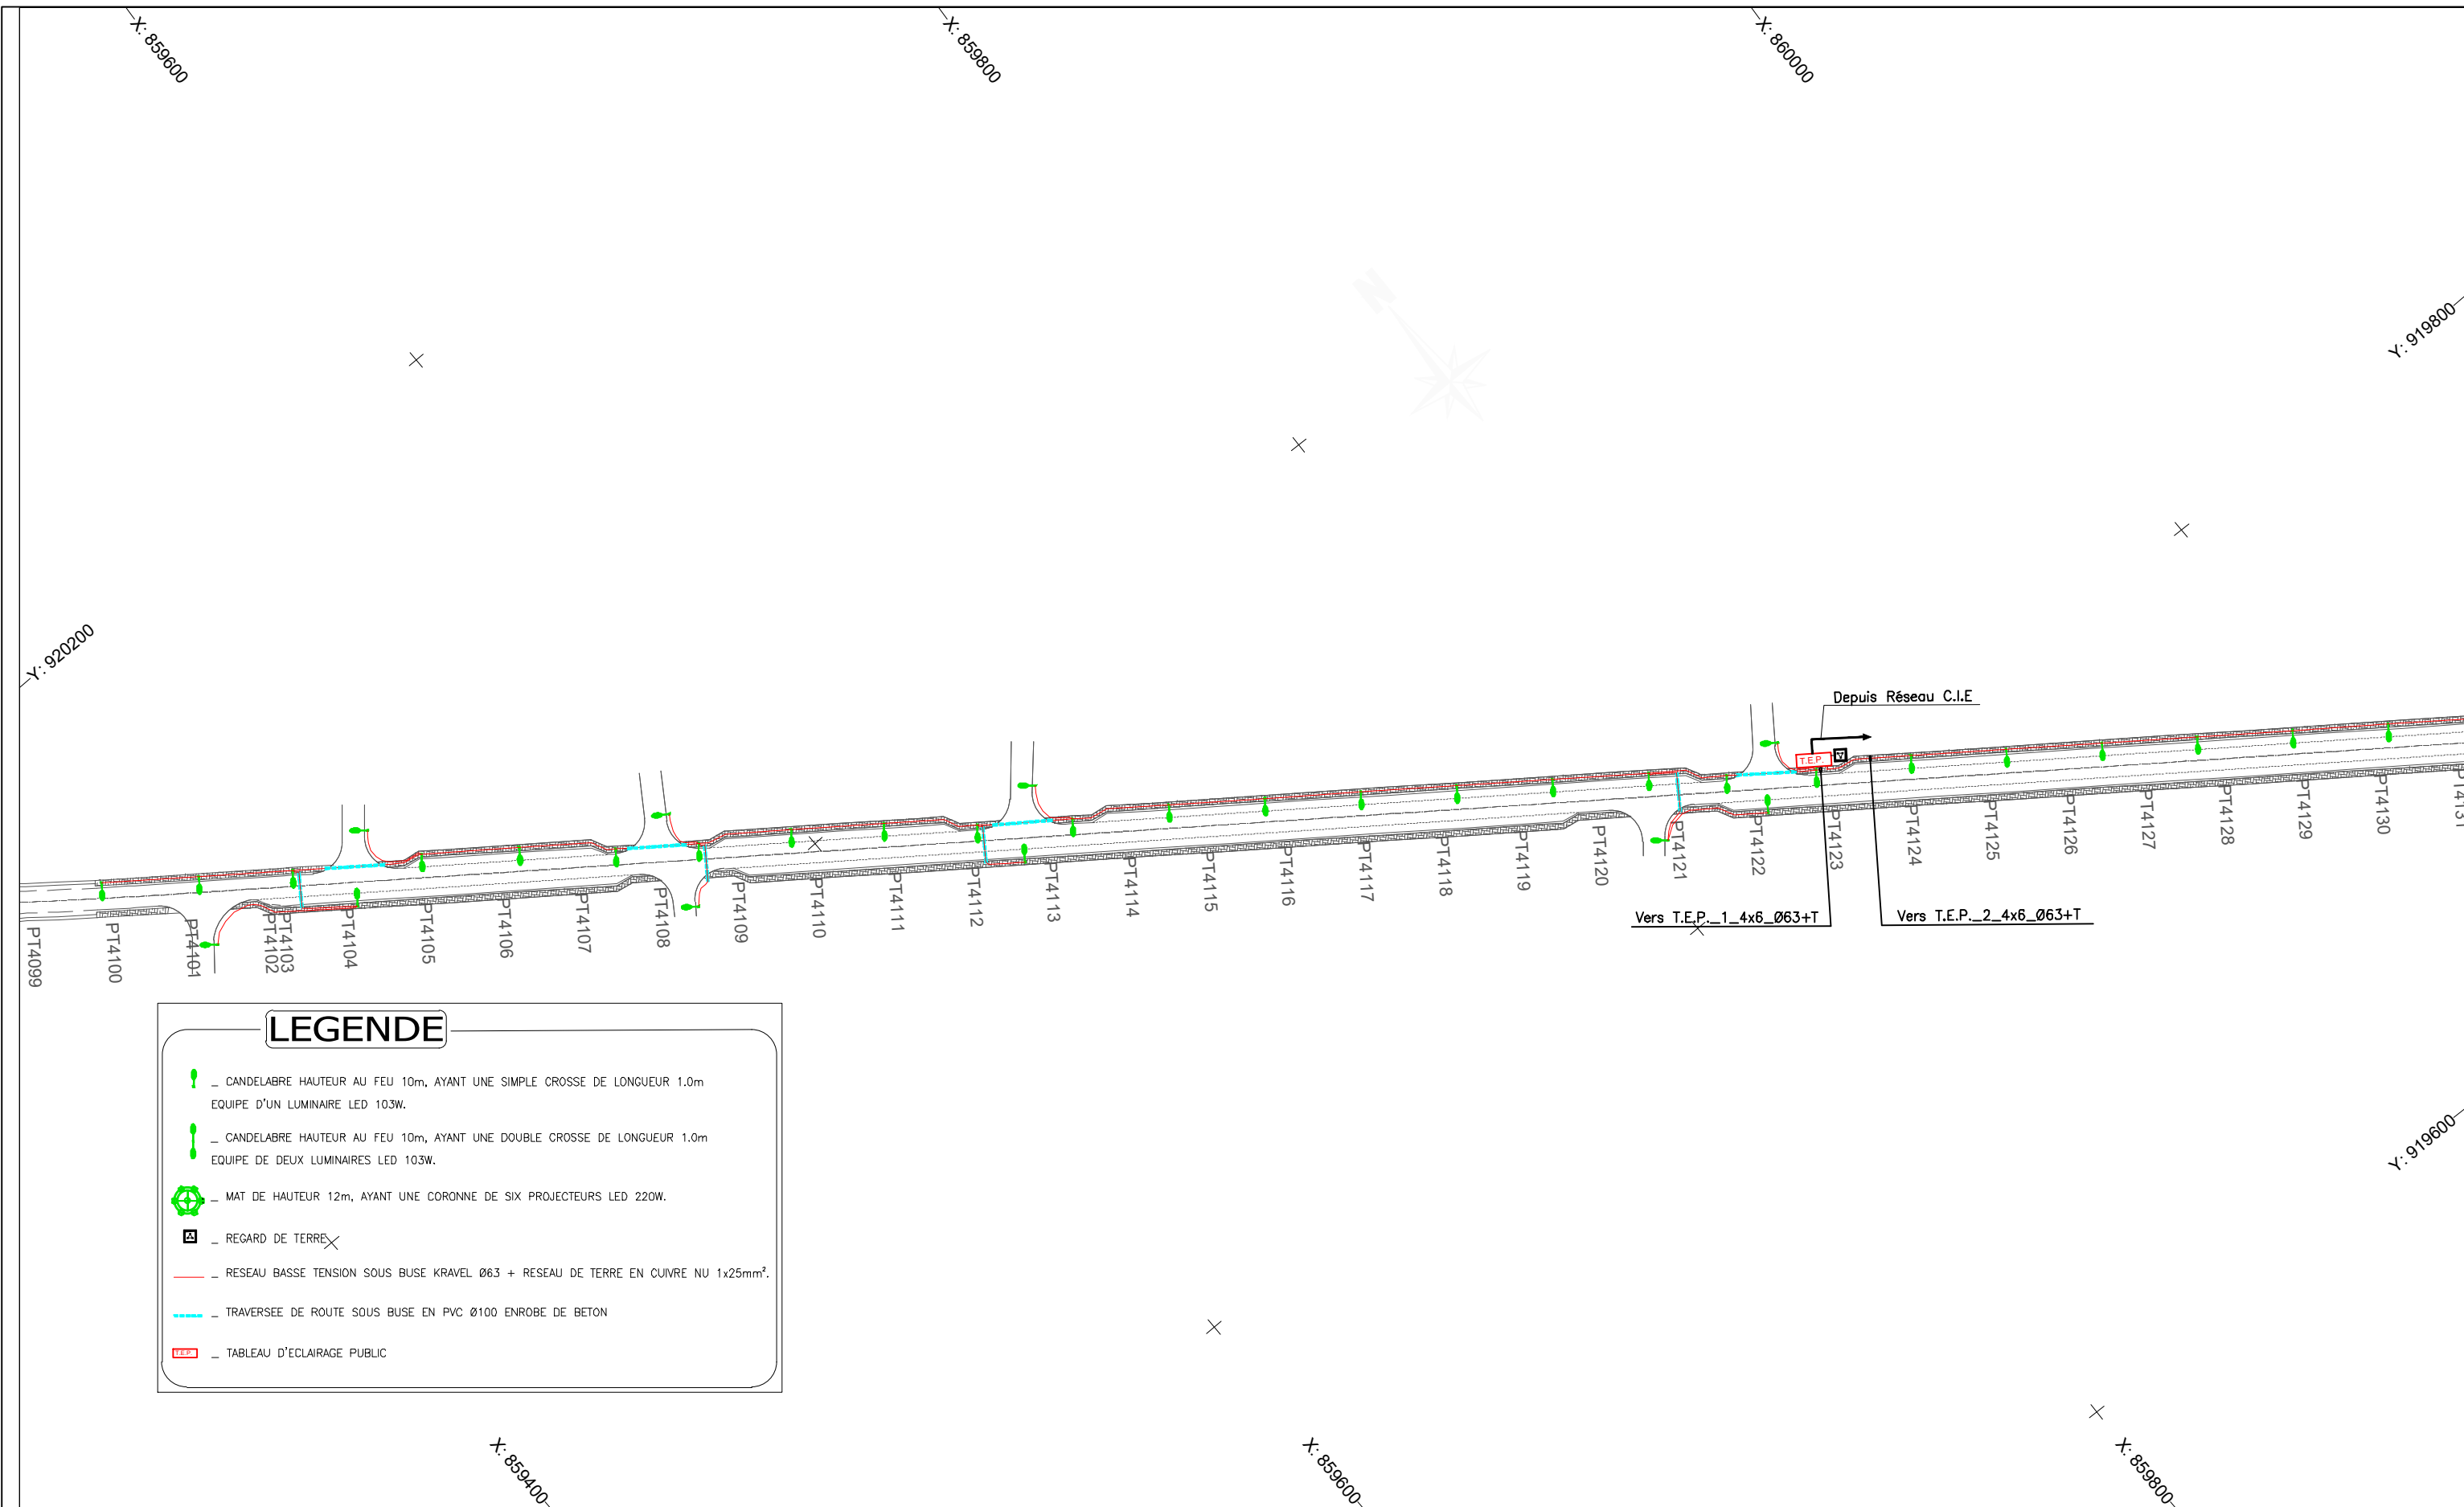 X: 859600
X: 859800
X: 860000
N
Y: 919800
Y: 920200
Depuis Réseau C.I.E
T.E.P.
Vers T.E.P._1_4x6_Ø63+T
Vers T.E.P._2_4x6_Ø63+T
PT4099
PT4100
PT4101
PT4102
PT4103
PT4104
PT4105
PT4106
PT4107
PT4108
PT4109
PT4110
PT4111
PT4112
PT4113
PT4114
PT4115
PT4116
PT4117
PT4118
PT4119
PT4120
PT4121
PT4122
PT4123
PT4124
PT4125
PT4126
PT4127
PT4128
PT4129
PT4130
PT4131
LEGENDE
_ CANDELABRE HAUTEUR AU FEU 10m, AYANT UNE SIMPLE CROSSE DE LONGUEUR 1.0m
EQUIPE D'UN LUMINAIRE LED 103W.
_ CANDELABRE HAUTEUR AU FEU 10m, AYANT UNE DOUBLE CROSSE DE LONGUEUR 1.0m
EQUIPE DE DEUX LUMINAIRES LED 103W.
_ MAT DE HAUTEUR 12m, AYANT UNE CORONNE DE SIX PROJECTEURS LED 220W.
_ REGARD DE TERRE
_ RESEAU BASSE TENSION SOUS BUSE KRAVEL Ø63 + RESEAU DE TERRE EN CUIVRE NU 1x25mm².
_ TRAVERSEE DE ROUTE SOUS BUSE EN PVC Ø100 ENROBE DE BETON
T.E.P. _ TABLEAU D'ECLAIRAGE PUBLIC
Y: 919600
X: 859400
X: 859600
X: 859800